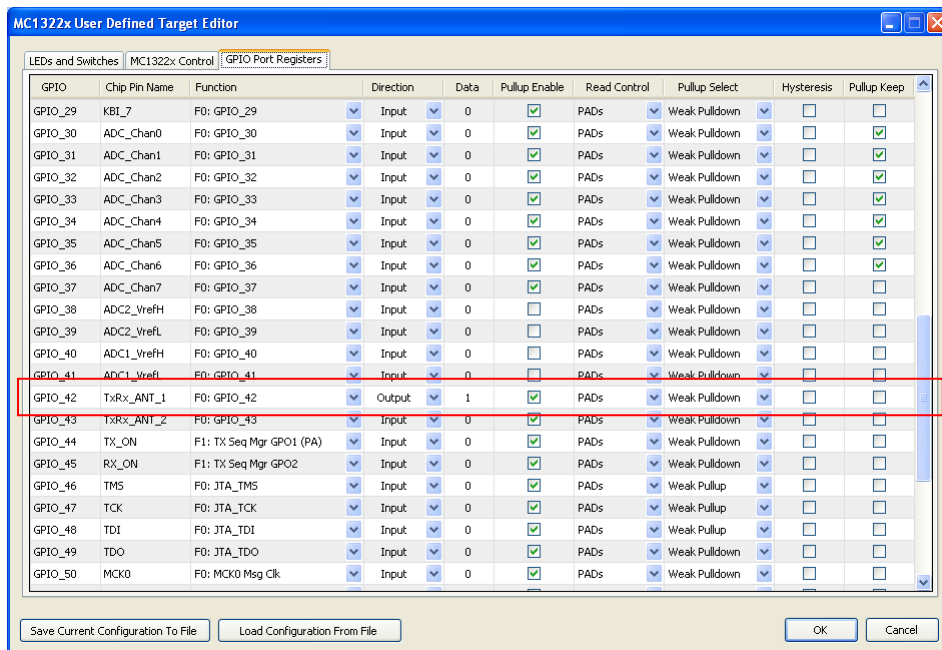 MC1322x User Defined Target Editor
LEDs and Switches MC1322x Control GPIO Port Registers
GPIO Chip Pin Name Function Direction Data Pullup Enable Read Control Pullup Select Hysteresis Pullup Keep
GPIO_29 KBI_7 F0: GPIO_29 Input 0 PADs Weak Pulldown
GPIO_30 ADC_Chan0 F0: GPIO_30 Input 0 PADs Weak Pulldown
GPIO_31 ADC_Chan1 F0: GPIO_31 Input 0 PADs Weak Pulldown
GPIO_32 ADC_Chan2 F0: GPIO_32 Input 0 PADs Weak Pulldown
GPIO_33 ADC_Chan3 F0: GPIO_33 Input 0 PADs Weak Pulldown
GPIO_34 ADC_Chan4 F0: GPIO_34 Input 0 PADs Weak Pulldown
GPIO_35 ADC_Chan5 F0: GPIO_35 Input 0 PADs Weak Pulldown
GPIO_36 ADC_Chan6 F0: GPIO_36 Input 0 PADs Weak Pulldown
GPIO_37 ADC_Chan7 F0: GPIO_37 Input 0 PADs Weak Pulldown
GPIO_38 ADC2_VrefH F0: GPIO_38 Input 0 PADs Weak Pulldown
GPIO_39 ADC2_VrefL F0: GPIO_39 Input 0 PADs Weak Pulldown
GPIO_40 ADC1_VrefH F0: GPIO_40 Input 0 PADs Weak Pulldown
GPIO_41 ADC1_VrefL F0: GPIO_41 Input 0 PADs Weak Pulldown
GPIO_42 TxRx_ANT_1 F0: GPIO_42 Output 1 PADs Weak Pulldown
GPIO_43 TxRx_ANT_2 F0: GPIO_43 Input 0 PADs Weak Pulldown
GPIO_44 TX_ON F1: TX Seq Mgr GPO1 (PA) Input 0 PADs Weak Pulldown
GPIO_45 RX_ON F1: TX Seq Mgr GPO2 Input 0 PADs Weak Pulldown
GPIO_46 TMS F0: JTA_TMS Input 0 PADs Weak Pullup
GPIO_47 TCK F0: JTA_TCK Input 0 PADs Weak Pullup
GPIO_48 TDI F0: JTA_TDI Input 0 PADs Weak Pullup
GPIO_49 TDO F0: JTA_TDO Input 0 PADs Weak Pulldown
GPIO_50 MCK0 F0: MCK0 Msg Clk Input 0 PADs Weak Pulldown
Save Current Configuration To File Load Configuration From File OK Cancel